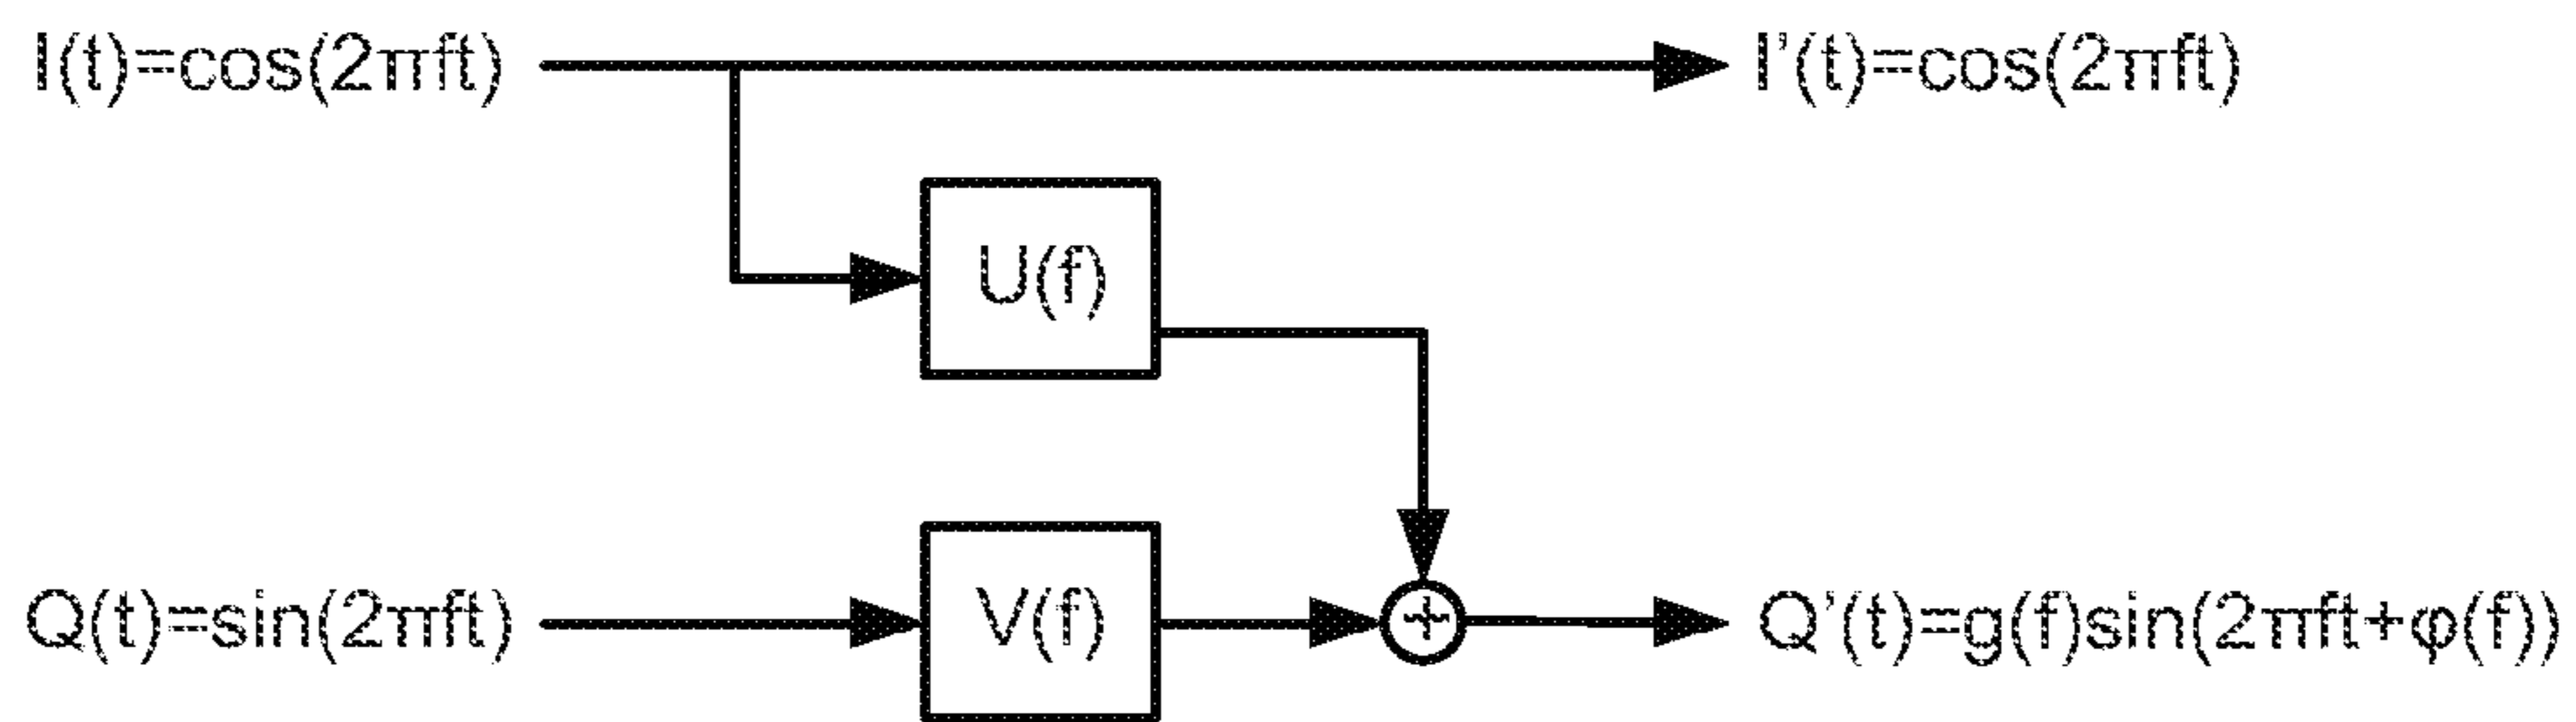 I(t)=cos(2πft)
I'(t)=cos(2πft)
U(f)
Q(t)=sin(2πft)
V(f)
+
Q'(t)=g(f)sin(2πft+φ(f))